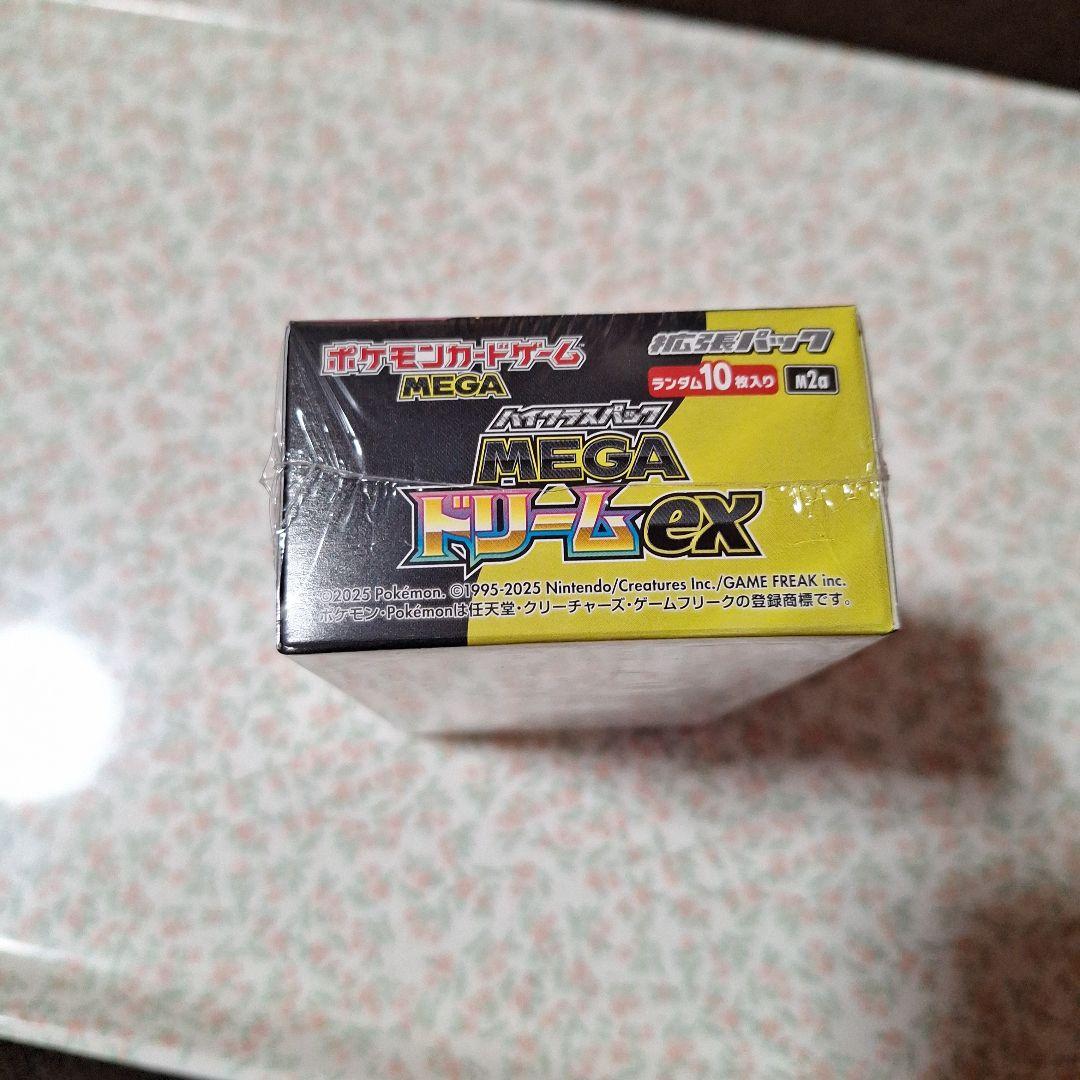 ポケモンカードゲーム
MEGA
拡張パック
ランダム10枚入り M2a
ハイクラスパック
MEGA
ドリームex
©2025 Pokémon. ©1995-2025 Nintendo/Creatures Inc./GAME FREAK inc.
ポケモン・Pokémonは任天堂・クリーチャーズ・ゲームフリークの登録商標です。